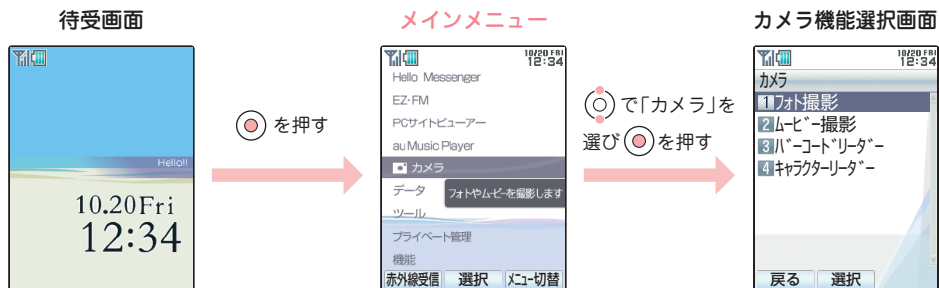 待受画面
メインメニュー
カメラ機能選択画面
Hello!!
10.20Fri
12:34
を押す
10/20 FRI
12:34
Hello Messenger
EZ・FM
PCサイトビューアー
au Music Player
カメラ
データ
フォトやムービーを撮影します
ツール
プライベート管理
機能
赤外線受信 選択 メニュー切替
で「カメラ」を
選び を押す
10/20 FRI
12:34
カメラ
1 フォト撮影
2 ムービー撮影
3 バーコードリーダー
4 キャラクターリーダー
戻る 選択